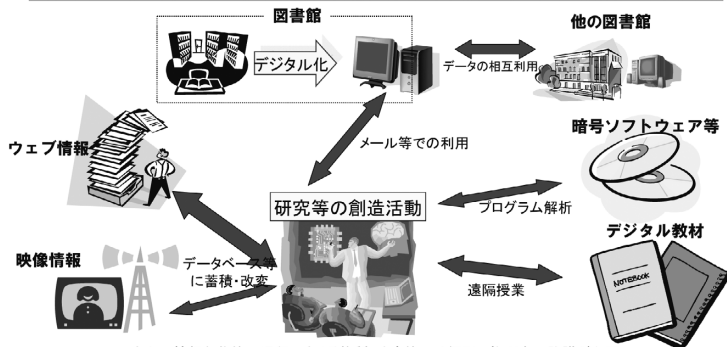 図書館
他の図書館
デジタル化
データの相互利用
ウェブ情報
メール等での利用
暗号ソフトウェア等
研究等の創造活動
プログラム解析
デジタル教材
映像情報
データベース等
に蓄積・改変
遠隔授業
NOTEBOOK